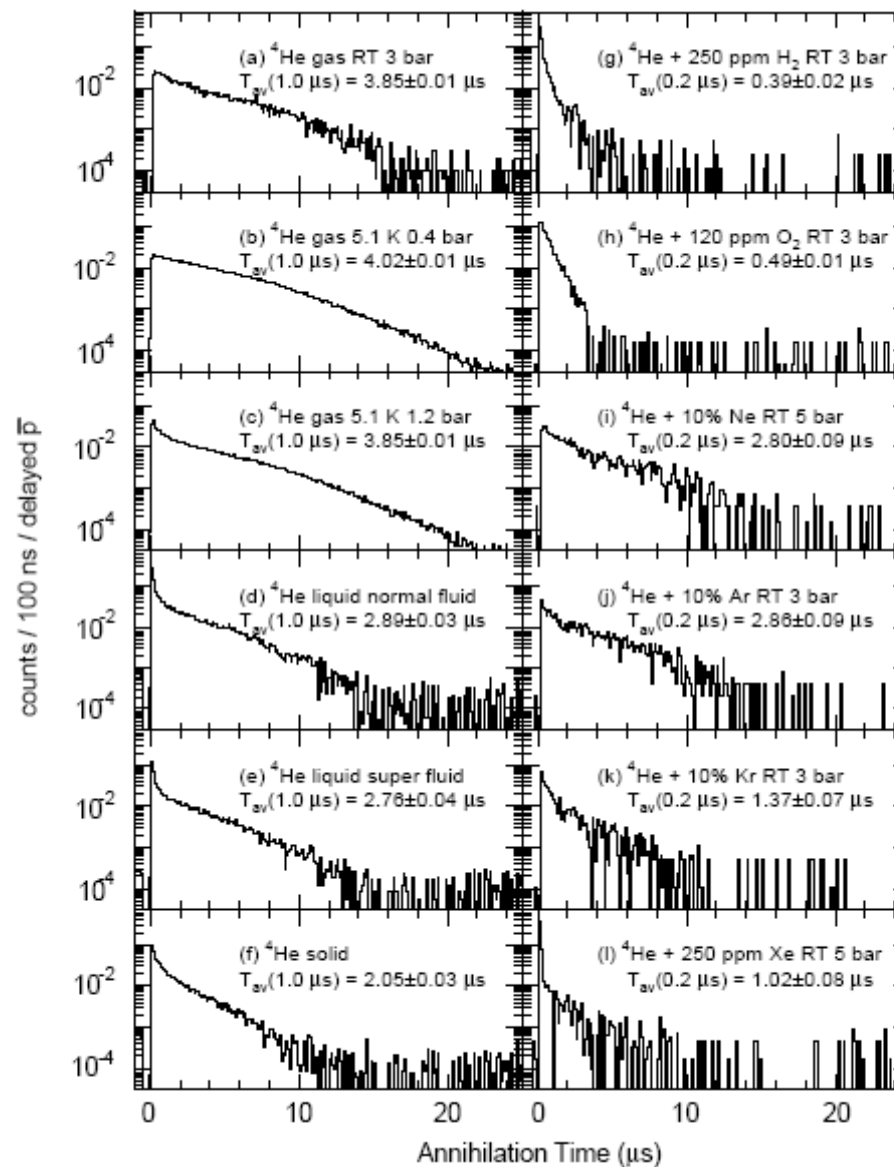 counts / 100 ns / delayed p̅
(a) ⁴He gas RT 3 bar
T_av(1.0 μs) = 3.85±0.01 μs
(g) ⁴He + 250 ppm H₂ RT 3 bar
T_av(0.2 μs) = 0.39±0.02 μs
10⁻²
10⁻⁴
(b) ⁴He gas 5.1 K 0.4 bar
T_av(1.0 μs) = 4.02±0.01 μs
(h) ⁴He + 120 ppm O₂ RT 3 bar
T_av(0.2 μs) = 0.49±0.01 μs
10⁻²
10⁻⁴
(c) ⁴He gas 5.1 K 1.2 bar
T_av(1.0 μs) = 3.85±0.01 μs
(i) ⁴He + 10% Ne RT 5 bar
T_av(0.2 μs) = 2.80±0.09 μs
10⁻²
10⁻⁴
(d) ⁴He liquid normal fluid
T_av(1.0 μs) = 2.89±0.03 μs
(j) ⁴He + 10% Ar RT 3 bar
T_av(0.2 μs) = 2.86±0.09 μs
10⁻²
10⁻⁴
(e) ⁴He liquid super fluid
T_av(1.0 μs) = 2.76±0.04 μs
(k) ⁴He + 10% Kr RT 3 bar
T_av(0.2 μs) = 1.37±0.07 μs
10⁻²
10⁻⁴
(f) ⁴He solid
T_av(1.0 μs) = 2.05±0.03 μs
(l) ⁴He + 250 ppm Xe RT 5 bar
T_av(0.2 μs) = 1.02±0.08 μs
10⁻²
10⁻⁴
0 10 20 0 10 20
Annihilation Time (μs)